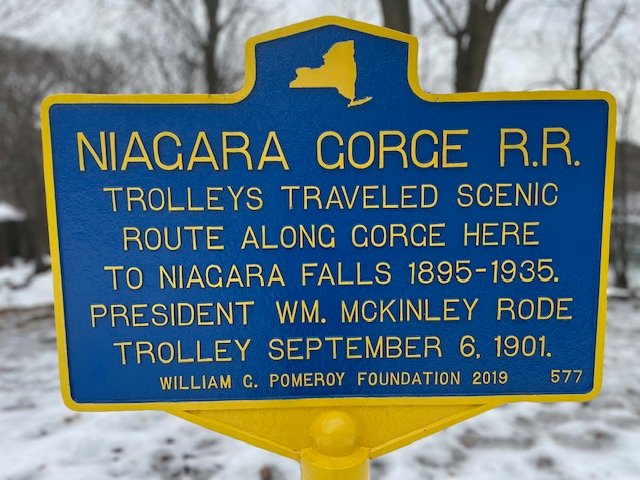 NIAGARA GORGE R.R.
TROLLEYS TRAVELED SCENIC
ROUTE ALONG GORGE HERE
TO NIAGARA FALLS 1895-1935.
PRESIDENT WM. MCKINLEY RODE
TROLLEY SEPTEMBER 6, 1901.
WILLIAM G. POMEROY FOUNDATION 2019 577